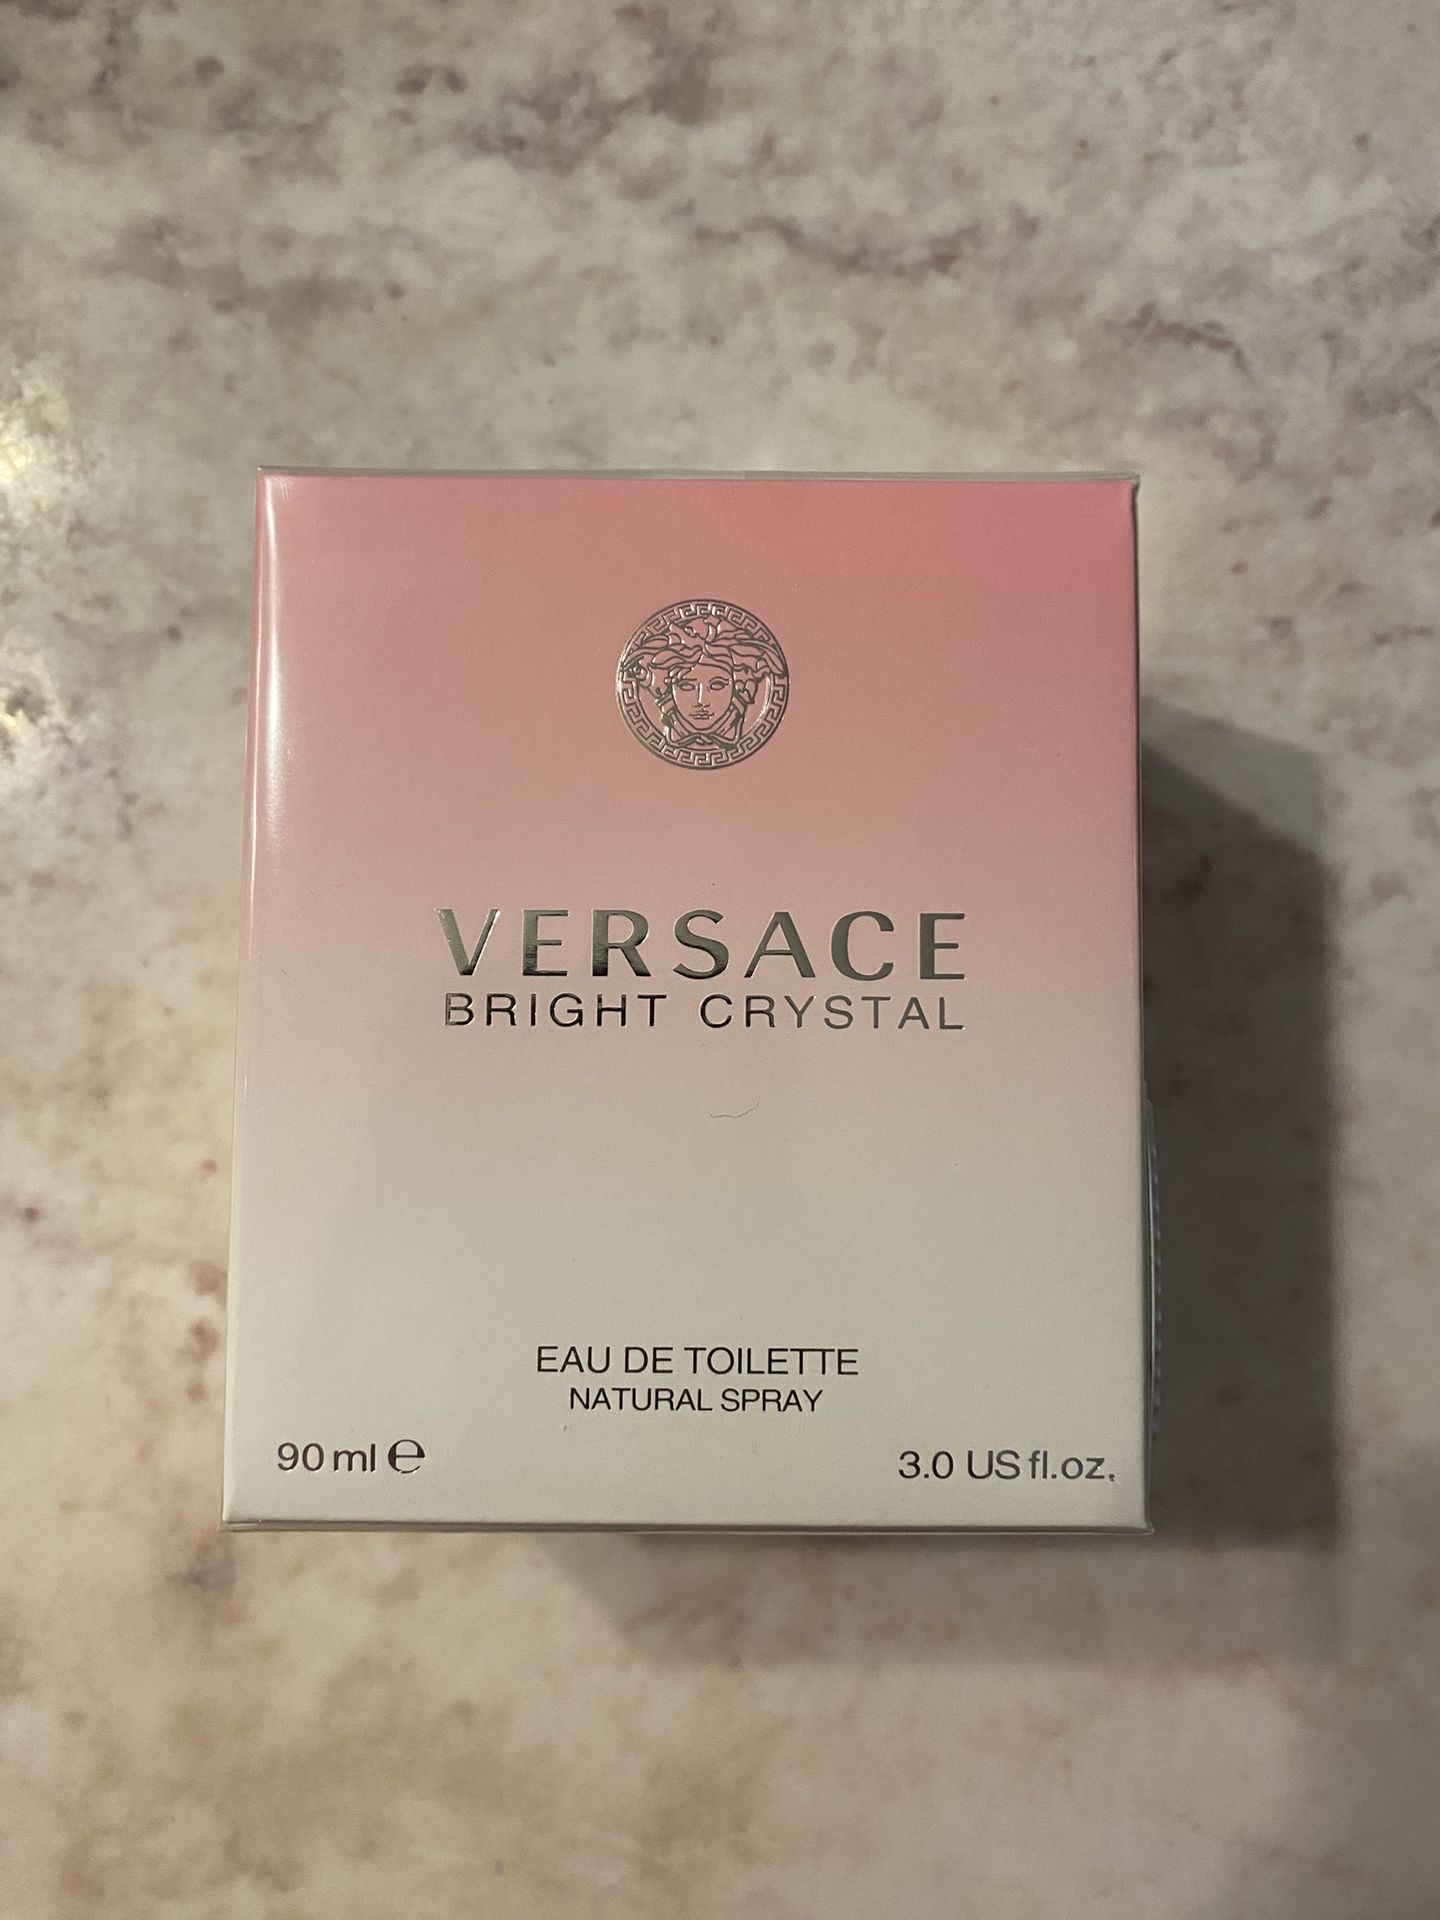 VERSACE
BRIGHT CRYSTAL
EAU DE TOILETTE
NATURAL SPRAY
90 ml ℮
3.0 US fl.oz.